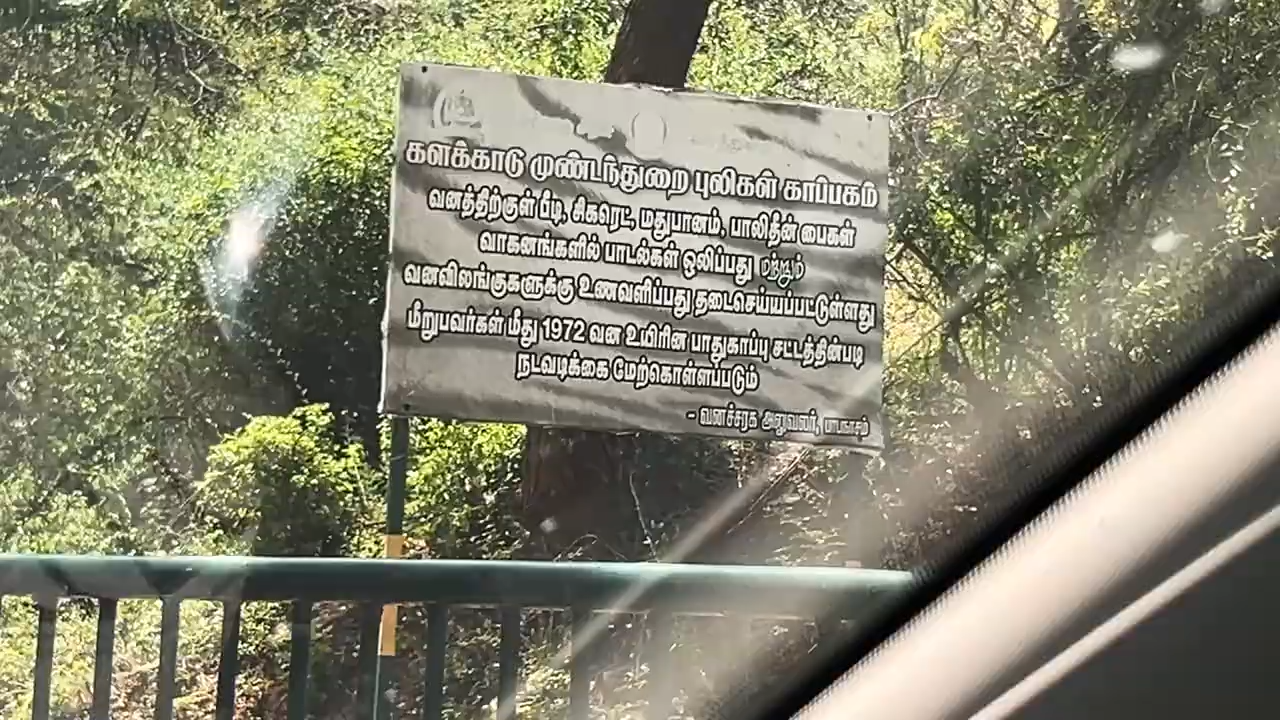 களக்காடு முண்டந்துறை புலிகள் காப்பகம்
வனத்திற்குள் பீடி, சிகரெட், மதுபானம், பாலிதீன் பைகள்
வாகனங்களில் பாடல்கள் ஒலிப்பது மற்றும்
வனவிலங்குகளுக்கு உணவளிப்பது தடைசெய்யப்பட்டுள்ளது
மீறுபவர்கள் மீது 1972 வன உயிரின பாதுகாப்பு சட்டத்தின்படி
நடவடிக்கை மேற்கொள்ளப்படும்
- வனச்சரக அலுவலர், பாபநாசம்